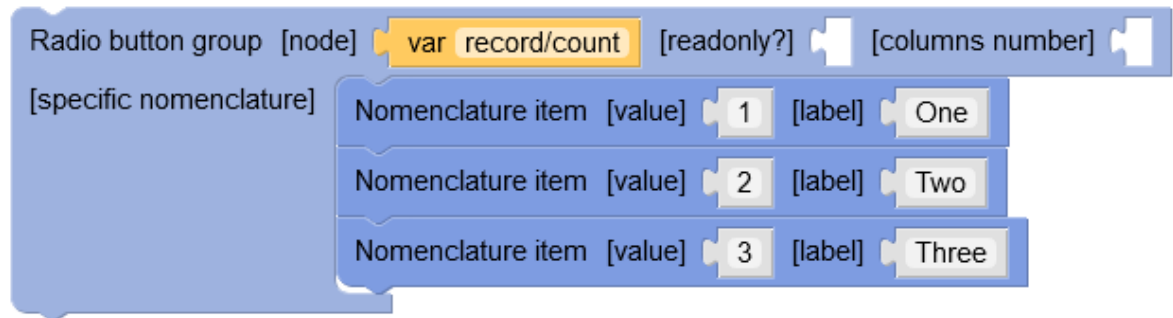 Radio button group [node] var record/count [readonly?] [columns number]
[specific nomenclature] Nomenclature item [value] 1 [label] One
Nomenclature item [value] 2 [label] Two
Nomenclature item [value] 3 [label] Three